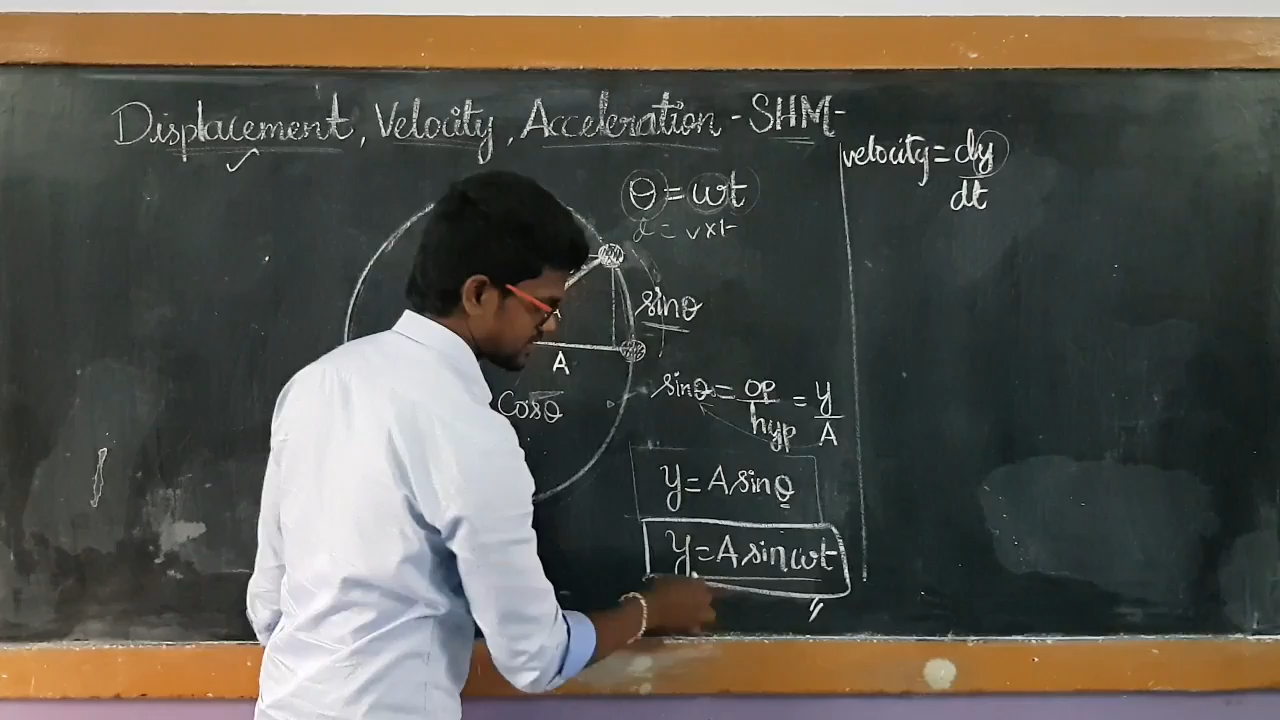 Displacement, Velocity, Acceleration - SHM-
θ = ωt
d = v×t
sinθ
A
Cosθ
sinθ = op/hyp = y/A
y = A sinθ
y = A sin ωt
velocity = dy/dt